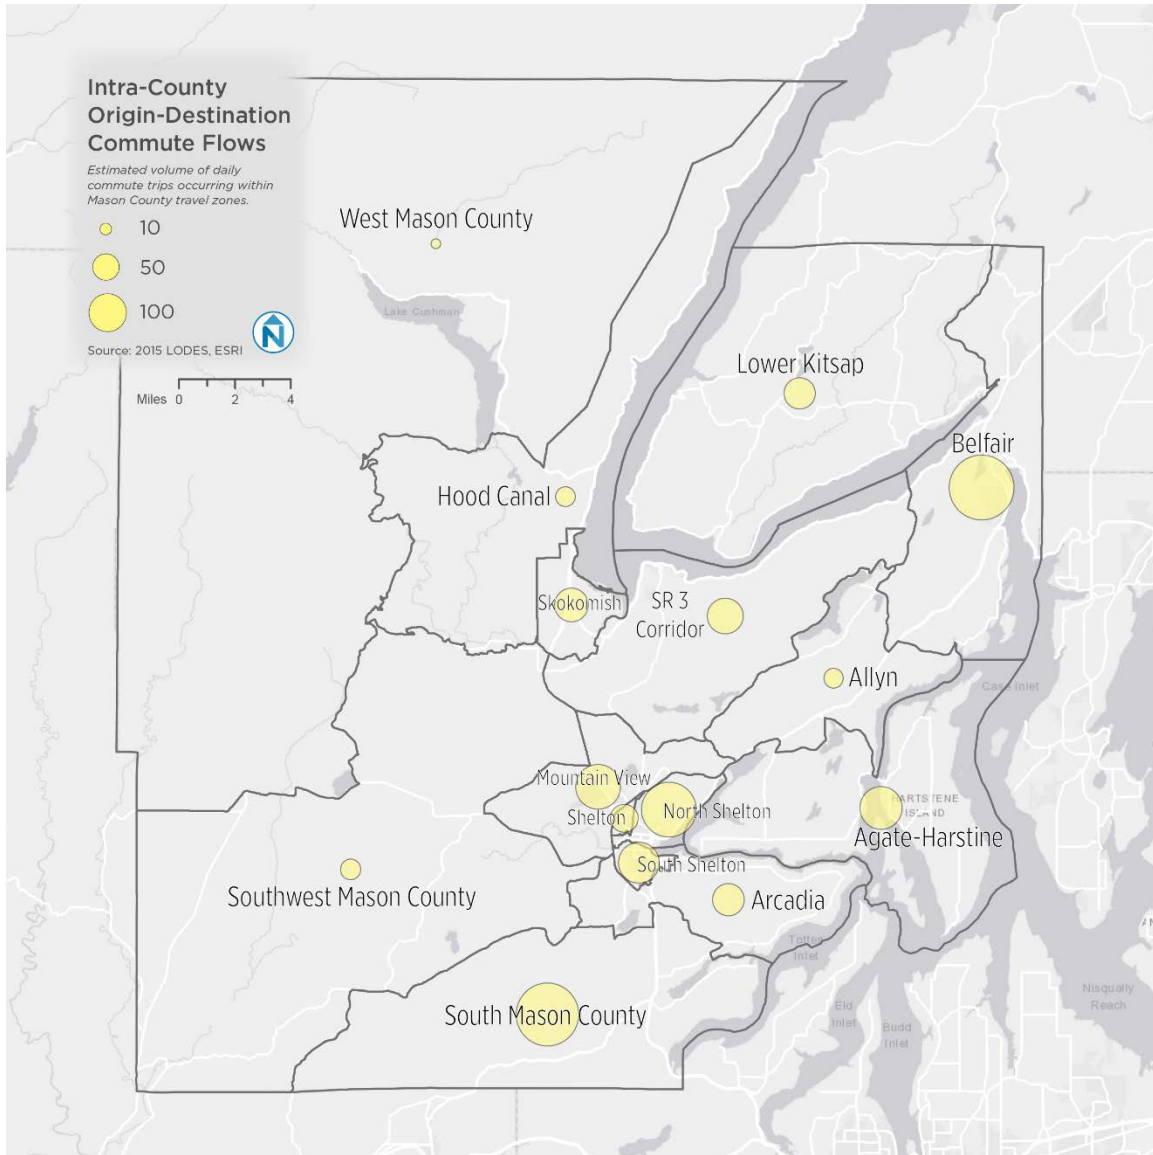 Intra-County
Origin-Destination
Commute Flows
Estimated volume of daily
commute trips occurring within
Mason County travel zones.
10
50
100
N
Source: 2015 LODES, ESRI
Miles 0 2 4
West Mason County
Lake Cushman
Lower Kitsap
Belfair
Hood Canal
Skokomish
SR 3
Corridor
Allyn
Case Inlet
Mountain View
Shelton
North Shelton
HARTSTENE
ISLAND
Agate-Harstine
South Shelton
Southwest Mason County
Arcadia
Totten
Inlet
South Mason County
Eld
Inlet
Budd
Inlet
Nisqually
Reach